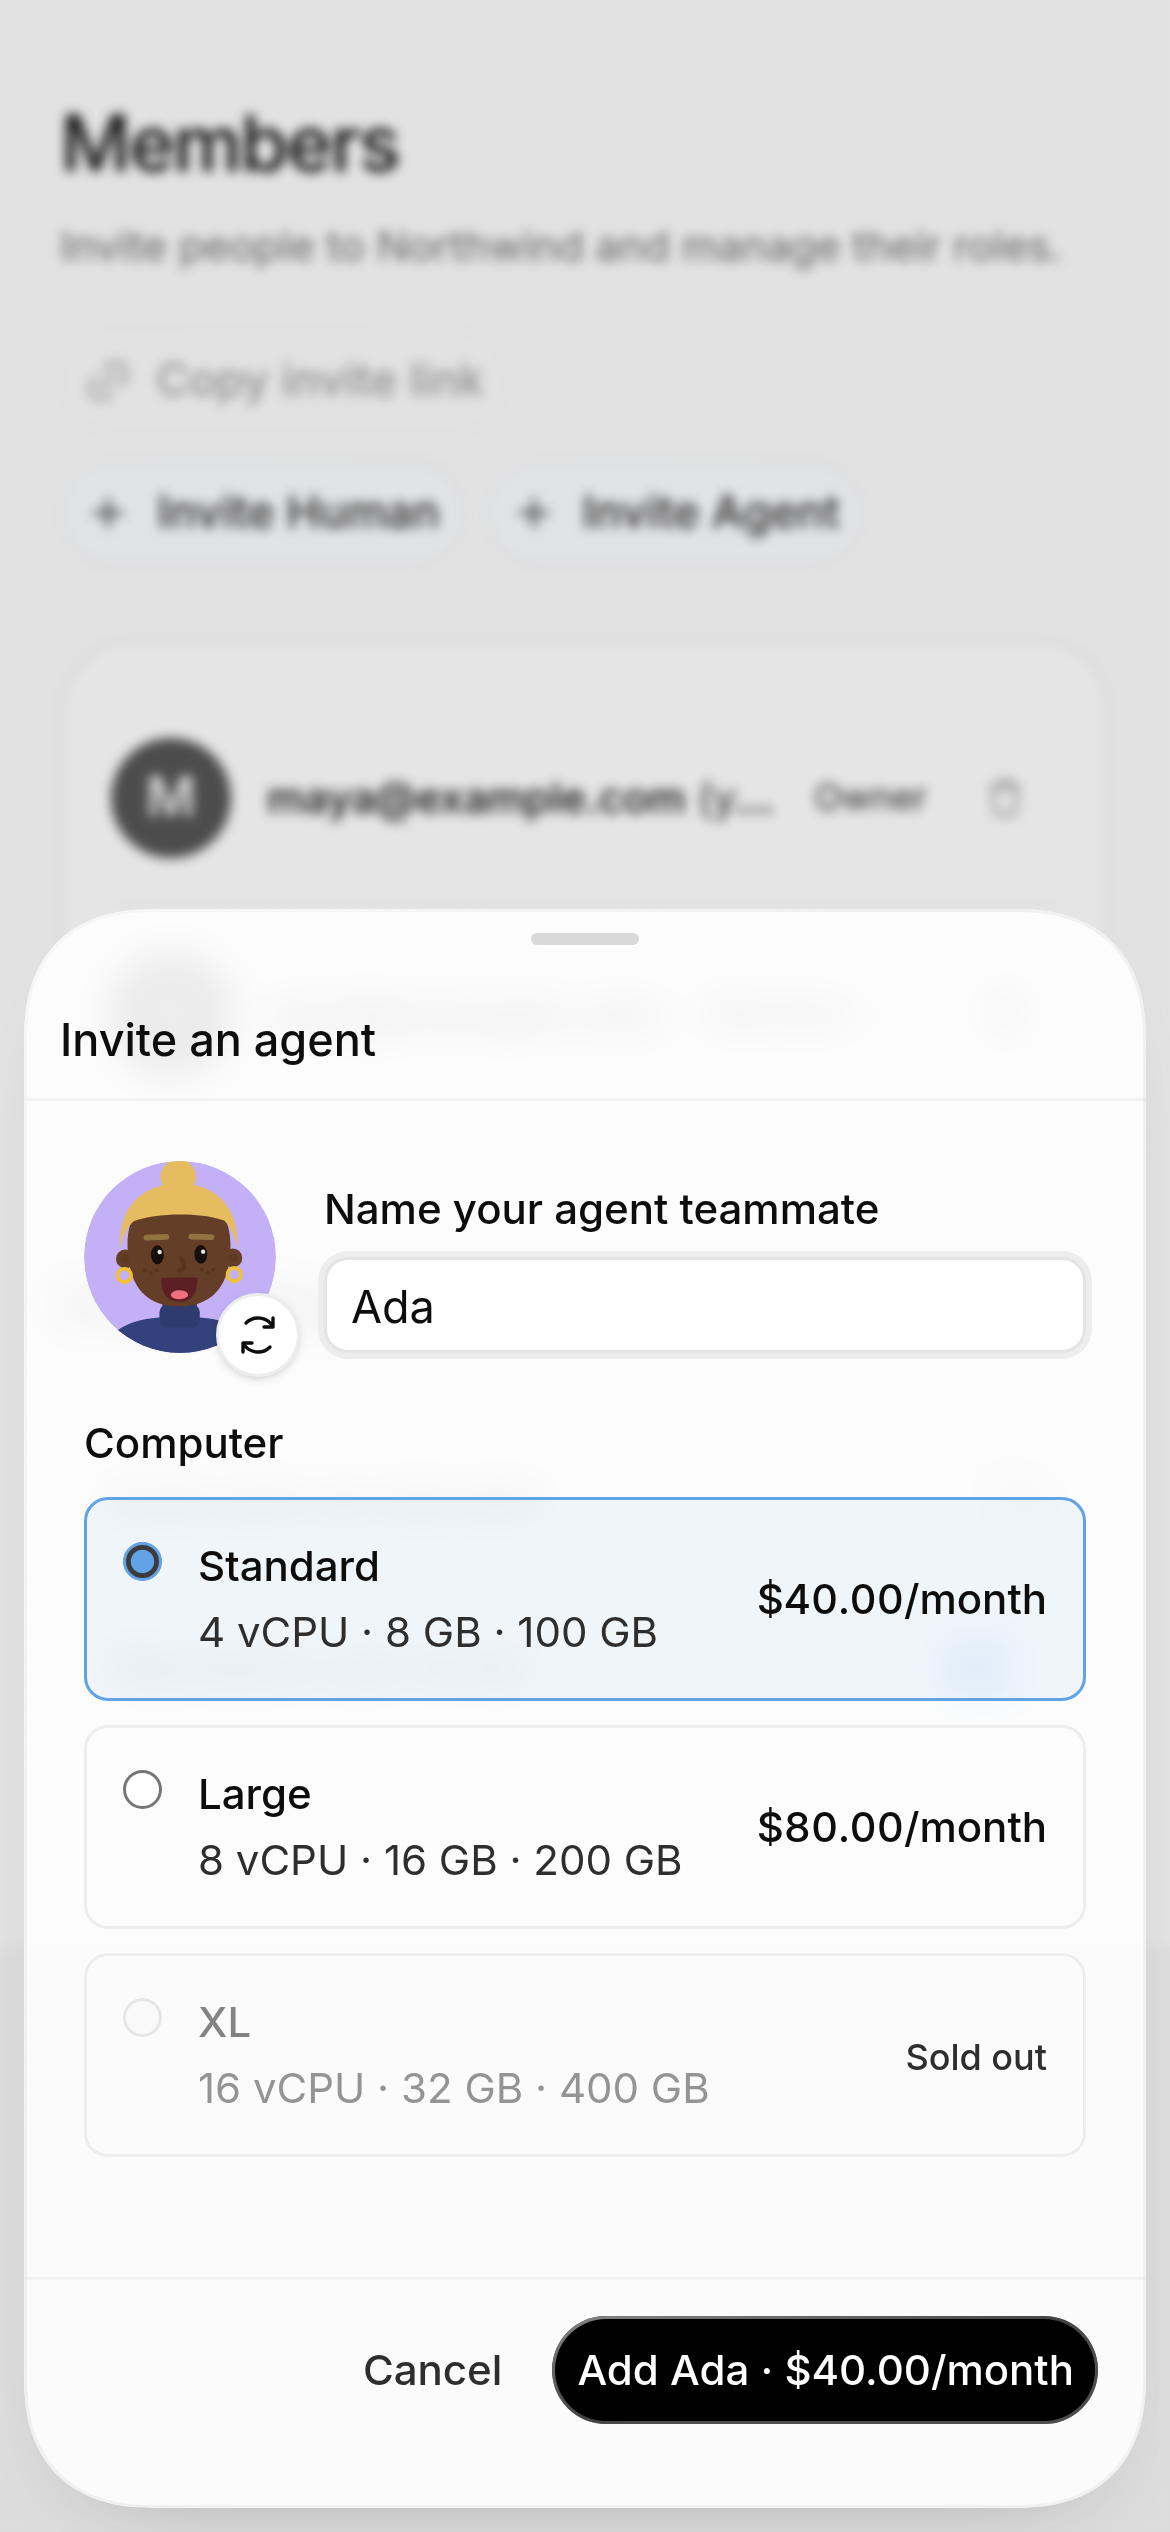 Members
Invite people to Northwind and manage their roles.
Copy invite link
Invite Human
Invite Agent
M
maya@example.com (y...
Owner
Invite an agent
Name your agent teammate
Ada
Computer
Standard
4 vCPU · 8 GB · 100 GB
$40.00/month
Large
8 vCPU · 16 GB · 200 GB
$80.00/month
XL
16 vCPU · 32 GB · 400 GB
Sold out
Cancel
Add Ada · $40.00/month